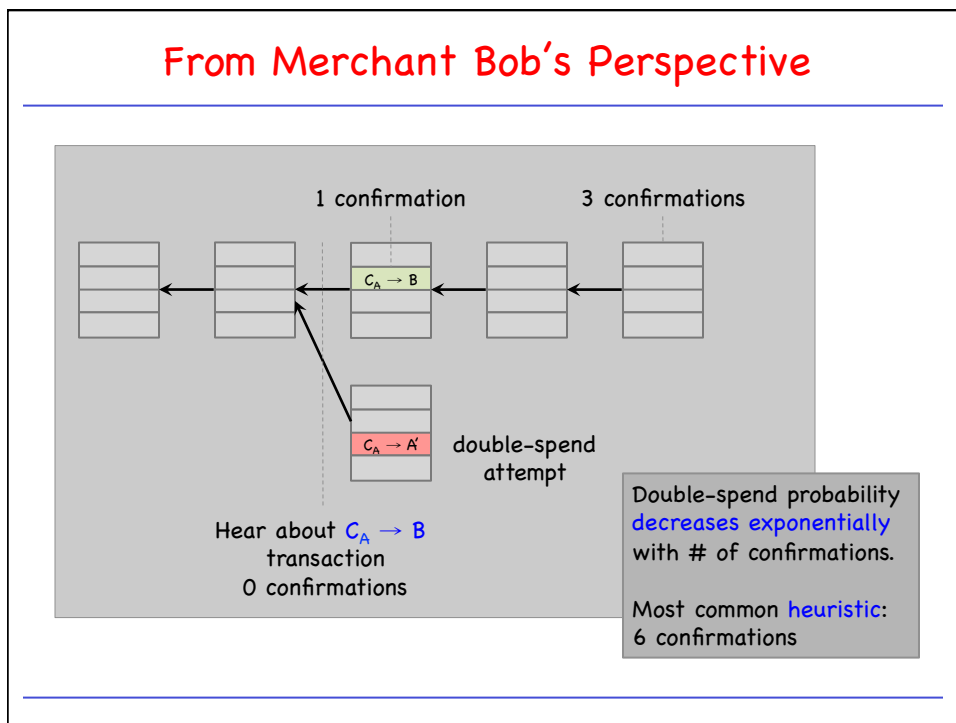 From Merchant Bob's Perspective
1 confirmation
3 confirmations
C_A → B
C_A → A'
double-spend
attempt
Hear about C_A → B
transaction
0 confirmations
Double-spend probability
decreases exponentially
with # of confirmations.
Most common heuristic:
6 confirmations